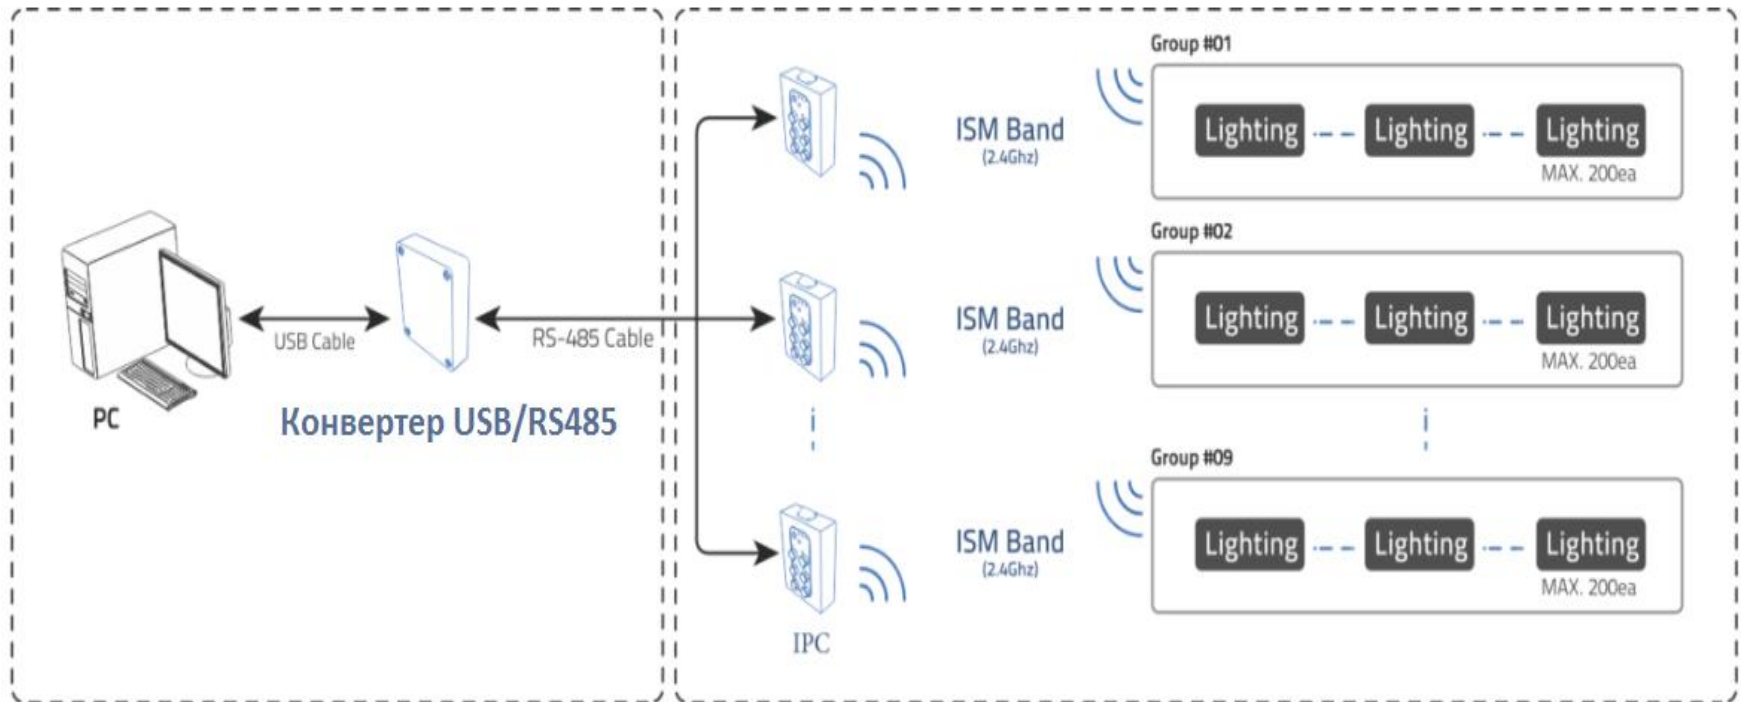 Group #01
ISM Band
(2.4Ghz)
Lighting
Lighting
Lighting
MAX. 200ea
Group #02
USB Cable
RS-485 Cable
ISM Band
(2.4Ghz)
Lighting
Lighting
Lighting
MAX. 200ea
PC
Конвертер USB/RS485
Group #09
ISM Band
(2.4Ghz)
Lighting
Lighting
Lighting
MAX. 200ea
IPC